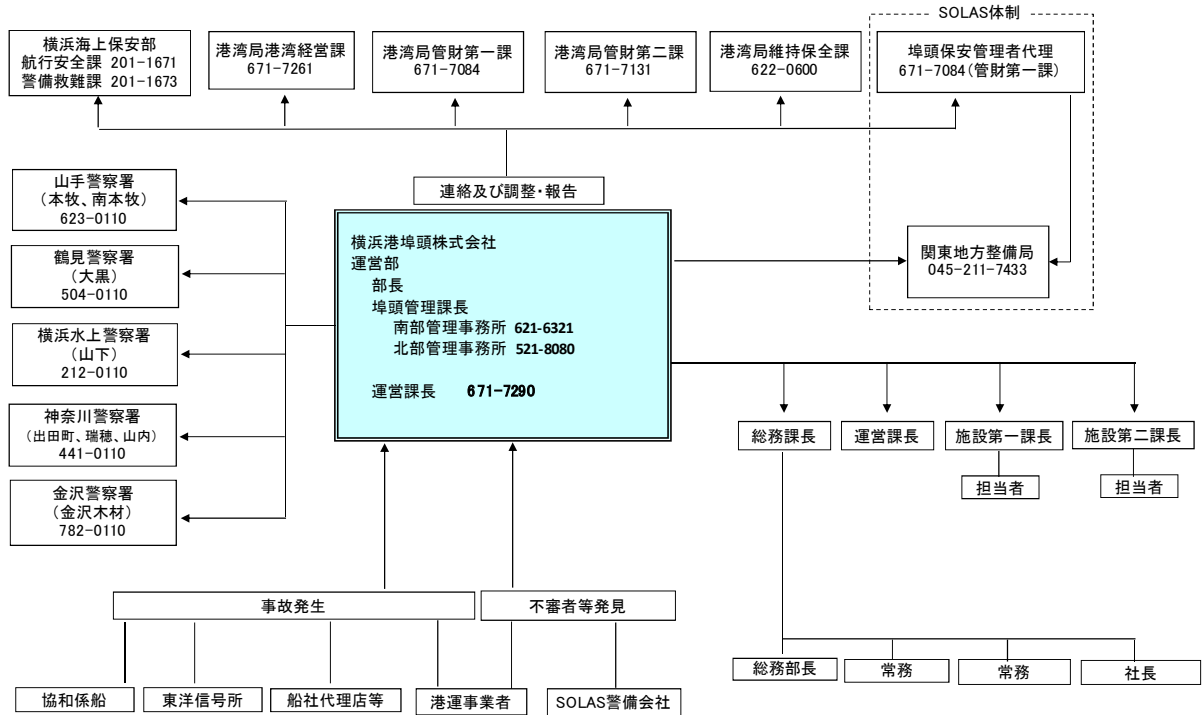 SOLAS体制
横浜海上保安部
航行安全課 201-1671
警備救難課 201-1673
港湾局港湾経営課
671-7261
港湾局管財第一課
671-7084
港湾局管財第二課
671-7131
港湾局維持保全課
622-0600
埠頭保安管理者代理
671-7084(管財第一課)
連絡及び調整・報告
山手警察署
(本牧、南本牧)
623-0110
鶴見警察署
(大黒)
504-0110
横浜水上警察署
(山下)
212-0110
神奈川警察署
(出田町、瑞穂、山内)
441-0110
金沢警察署
(金沢木材)
782-0110
横浜港埠頭株式会社
運営部
部長
埠頭管理課長
南部管理事務所 621-6321
北部管理事務所 521-8080
運営課長 671-7290
関東地方整備局
045-211-7433
総務課長
運営課長
施設第一課長
施設第二課長
担当者
担当者
事故発生
不審者等発見
協和係船
東洋信号所
船社代理店等
港運事業者
SOLAS警備会社
総務部長
常務
常務
社長